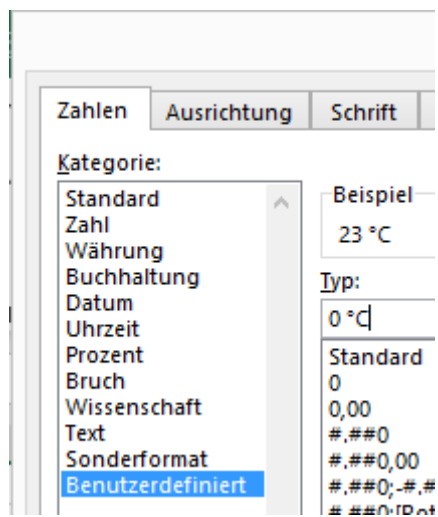 Zahlen
Ausrichtung
Schrift
Kategorie:
Standard
Zahl
Währung
Buchhaltung
Datum
Uhrzeit
Prozent
Bruch
Wissenschaft
Text
Sonderformat
Benutzerdefiniert
Beispiel
23 °C
Typ:
0 °C
Standard
0
0,00
#.##0
#.##0,00
#.##0;-#.#